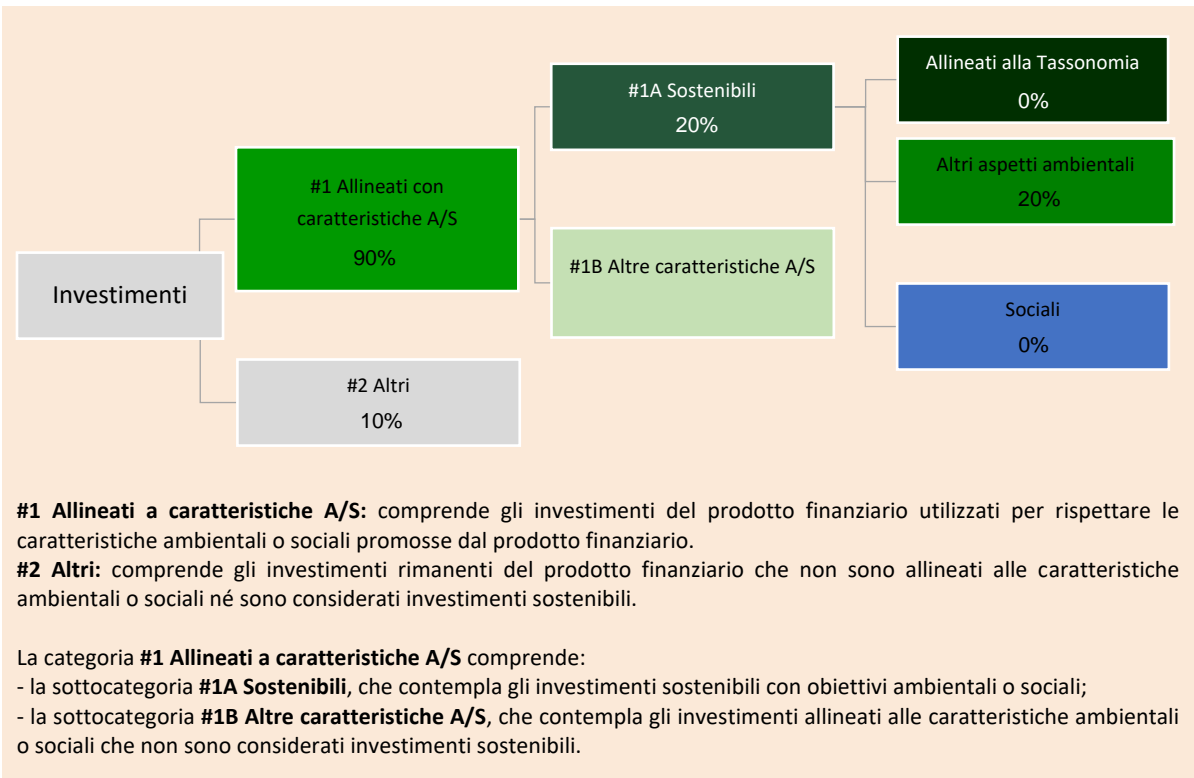 Allineati alla Tassonomia
0%
#1A Sostenibili
20%
Altri aspetti ambientali
20%
#1 Allineati con
caratteristiche A/S
90%
#1B Altre caratteristiche A/S
Investimenti
Sociali
0%
#2 Altri
10%
#1 Allineati a caratteristiche A/S: comprende gli investimenti del prodotto finanziario utilizzati per rispettare le
caratteristiche ambientali o sociali promosse dal prodotto finanziario.
#2 Altri: comprende gli investimenti rimanenti del prodotto finanziario che non sono allineati alle caratteristiche
ambientali o sociali né sono considerati investimenti sostenibili.
La categoria #1 Allineati a caratteristiche A/S comprende:
- la sottocategoria #1A Sostenibili, che contempla gli investimenti sostenibili con obiettivi ambientali o sociali;
- la sottocategoria #1B Altre caratteristiche A/S, che contempla gli investimenti allineati alle caratteristiche ambientali
o sociali che non sono considerati investimenti sostenibili.